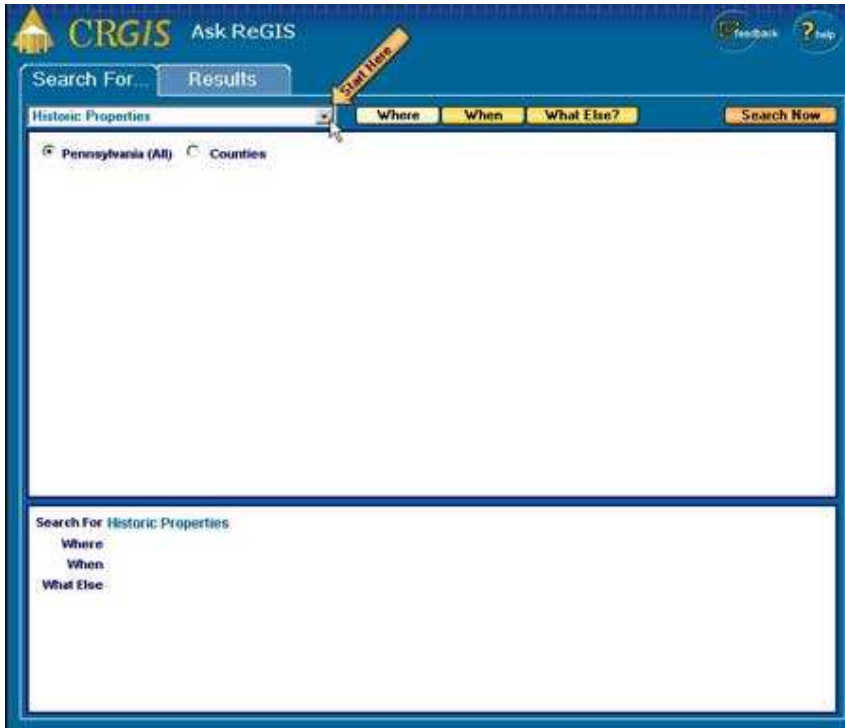 CRGIS Ask ReGIS
feedback
? help
Search For...
Results
Start Here
Historic Properties
Where
When
What Else?
Search Now
Pennsylvania (All)
Counties
Search For Historic Properties
Where
When
What Else